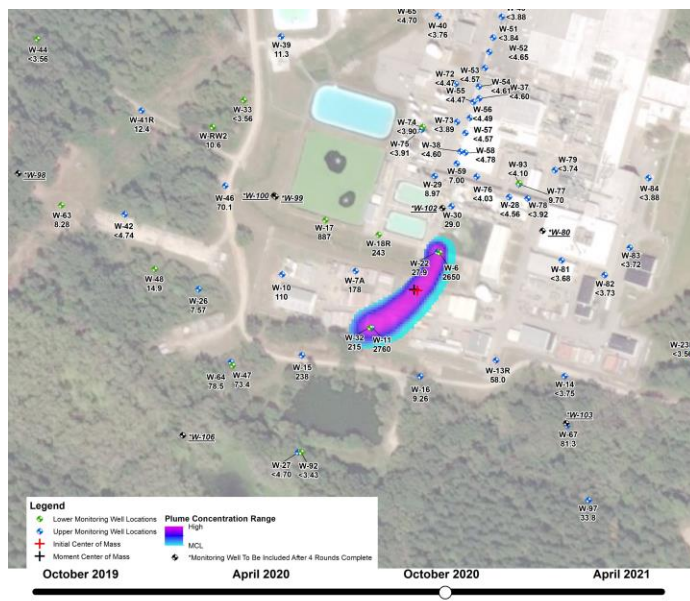 W-65
<4.70
W-40
<3.76
<3.88
W-51
<3.84
W-52
<4.65
W-44
<3.56
W-39
11.3
W-72
<4.47
W-53
<4.57
W-54
<4.61
W-37
<4.60
W-55
<4.47
W-33
<3.56
W-41R
12.4
W-RW2
10.6
W-74
<3.90
W-73
<3.89
W-56
<4.49
W-57
<4.57
W-75
<3.91
W-38
<4.60
W-58
<4.78
W-59
7.00
W-93
<4.10
W-79
<3.74
*W-98
W-46
70.1
*W-100
*W-99
W-29
8.97
W-76
<4.03
W-77
9.70
W-84
<3.88
W-63
8.28
W-42
<4.74
*W-102
W-30
29.0
W-28
<4.56
W-78
<3.92
W-17
887
W-18R
243
*W-80
W-83
<3.72
W-48
14.9
W-26
7.57
W-10
110
W-7A
178
W-22
27.9
W-6
2650
W-81
<3.68
W-82
<3.73
W-32
215
W-11
2760
W-64
78.5
W-47
73.4
W-15
238
W-16
9.26
W-13R
58.0
W-14
<3.75
*W-103
W-67
81.3
*W-106
W-27
<4.70
W-92
<3.43
W-97
33.8
Legend
Lower Monitoring Well Locations
Upper Monitoring Well Locations
Initial Center of Mass
Moment Center of Mass
Plume Concentration Range
High
MCL
*Monitoring Well To Be Included After 4 Rounds Complete
October 2019
April 2020
October 2020
April 2021